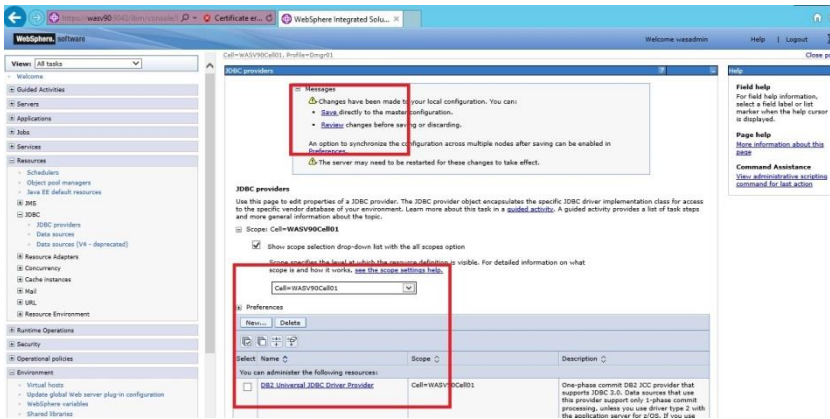 https://wasv90:9043/ibm/console/l
Certificate er...
WebSphere Integrated Solu...
WebSphere. software
Welcome wasadmin
Help | Logout
View: All tasks
Welcome
Guided Activities
Servers
Applications
Jobs
Services
Resources
Schedulers
Object pool managers
Java EE default resources
JMS
JDBC
JDBC providers
Data sources
Data sources (V4 - deprecated)
Resource Adapters
Concurrency
Cache instances
Mail
URL
Resource Environment
Runtime Operations
Security
Operational policies
Environment
Virtual hosts
Update global Web server plug-in configuration
WebSphere variables
Shared libraries
Cell=WASV90Cell01, Profile=Dmgr01
Close p
JDBC providers
Messages
Changes have been made to your local configuration. You can:
Save directly to the master configuration.
Review changes before saving or discarding.
An option to synchronize the configuration across multiple nodes after saving can be enabled in
Preferences.
The server may need to be restarted for these changes to take effect.
JDBC providers
Use this page to edit properties of a JDBC provider. The JDBC provider object encapsulates the specific JDBC driver implementation class for access
to the specific vendor database of your environment. Learn more about this task in a guided activity. A guided activity provides a list of task steps
and more general information about the topic.
Scope: Cell=WASV90Cell01
Show scope selection drop-down list with the all scopes option
Scope specifies the level at which the resource definition is visible. For detailed information on what
scope is and how it works, see the scope settings help.
Cell=WASV90Cell01
Preferences
New... Delete
Select Name Scope Description
You can administer the following resources:
DB2 Universal JDBC Driver Provider
Cell=WASV90Cell01
One-phase commit DB2 JCC provider that
supports JDBC 3.0. Data sources that use
this provider support only 1-phase commit
processing, unless you use driver type 2 with
the application server for z/OS. If you use
Help
Field help
For field help information,
select a field label or list
marker when the help cursor
is displayed.
Page help
More information about this
page
Command Assistance
View administrative scripting
command for last action